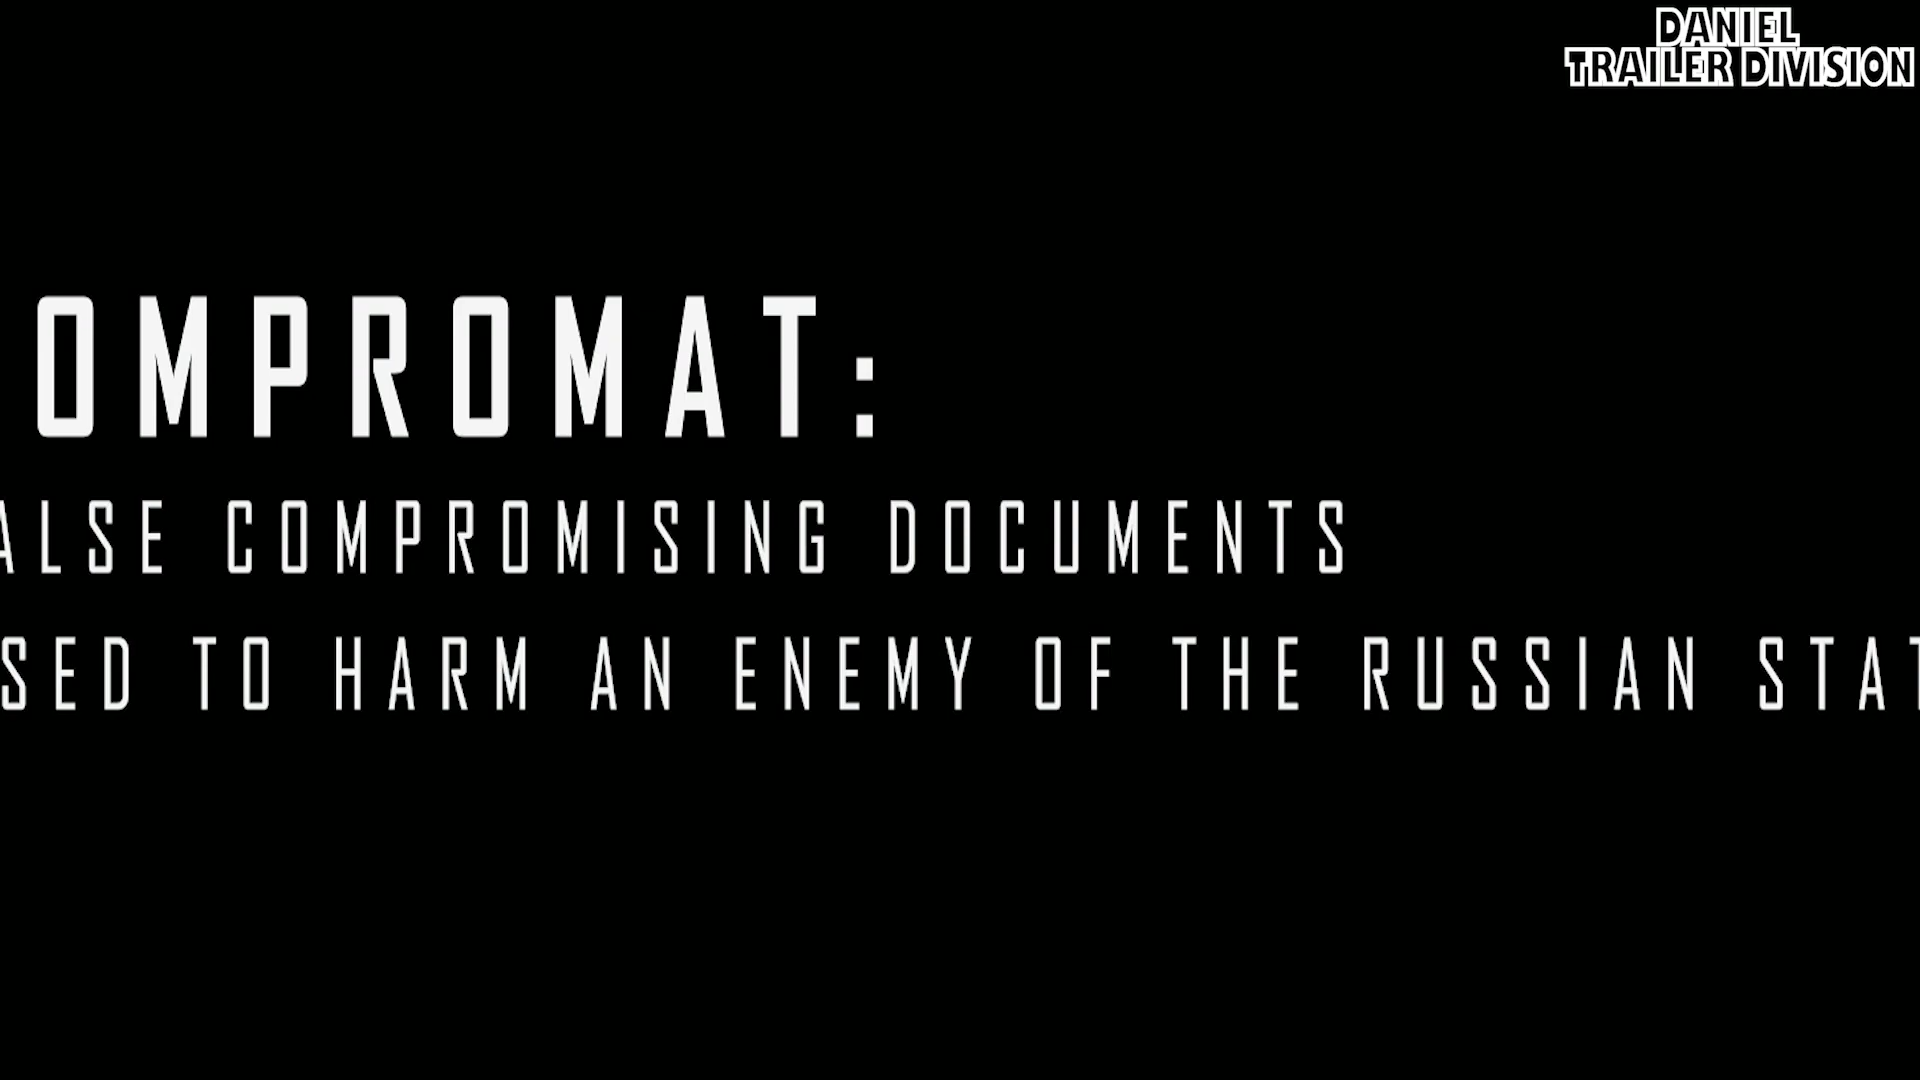 DANIEL
TRAILER DIVISION
OMPROMAT:
ALSE COMPROMISING DOCUMENTS
SED TO HARM AN ENEMY OF THE RUSSIAN STAT